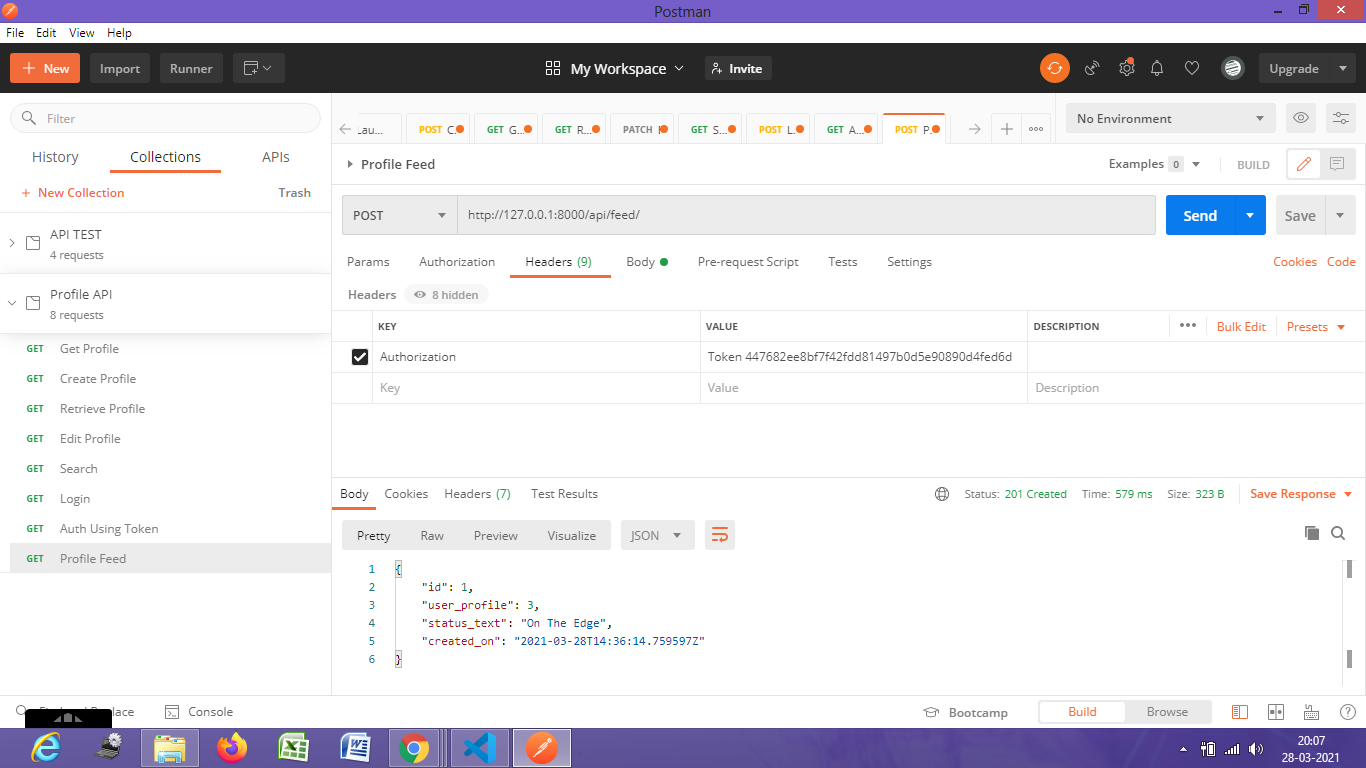 Postman
File Edit View Help
New Import Runner My Workspace Invite Upgrade
Filter
History Collections APIs
New Collection Trash
API TEST
4 requests
Profile API
8 requests
GET Get Profile
GET Create Profile
GET Retrieve Profile
GET Edit Profile
GET Search
GET Login
GET Auth Using Token
GET Profile Feed
Lau... POST C. GET G.. GET R... PATCH GET S... POST L. GET A... POST P.
No Environment
Profile Feed Examples 0 BUILD
POST http://127.0.0.1:8000/api/feed/ Send Save
Params Authorization Headers (9) Body Pre-request Script Tests Settings Cookies Code
Headers 8 hidden
KEY VALUE DESCRIPTION ••• Bulk Edit Presets
Authorization Token 447682ee8bf7f42fdd81497b0d5e90890d4fed6d
Key Value Description
Body Cookies Headers (7) Test Results Status: 201 Created Time: 579 ms Size: 323 B Save Response
Pretty Raw Preview Visualize JSON
1 {
2 "id": 1,
3 "user_profile": 3,
4 "status_text": "On The Edge",
5 "created_on": "2021-03-28T14:36:14.759597Z"
6 }
Console Bootcamp Build Browse
20:07
28-03-2021